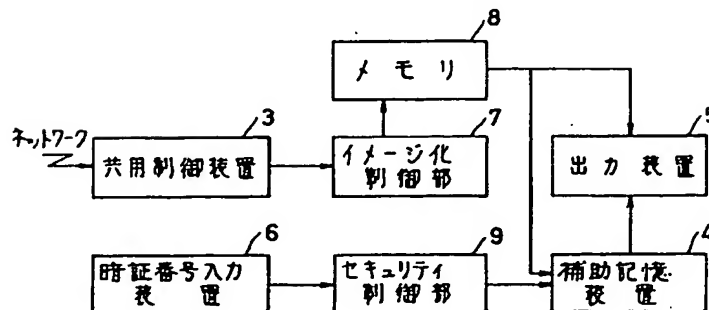 8
メモリ
ネットワーク
3
共用制御装置
7
イメージ化
制御部
5
出力装置
6
暗証番号入力
装置
9
セキュリティ
制御部
4
補助記憶
装置